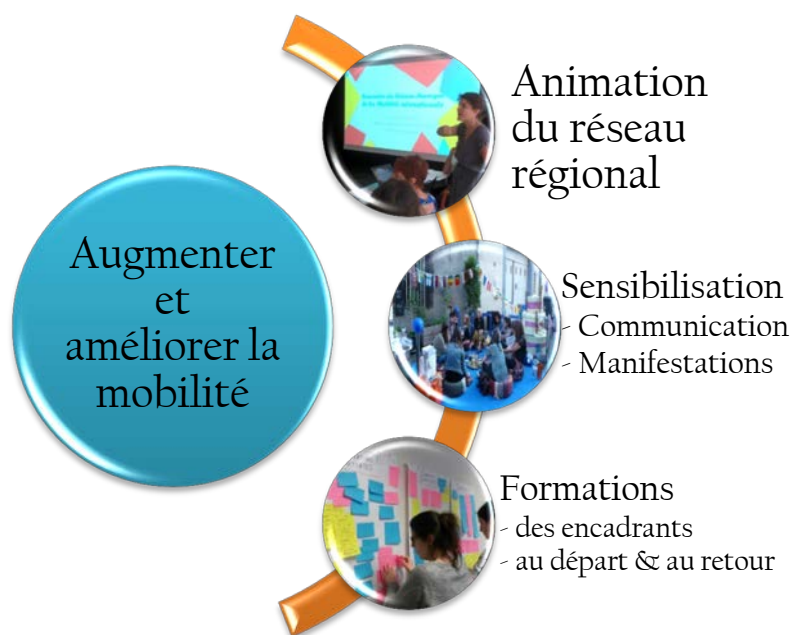 Augmenter
et
améliorer la
mobilité
Animation
du réseau
régional
Sensibilisation
- Communication
- Manifestations
Formations
- des encadrants
- au départ & au retour